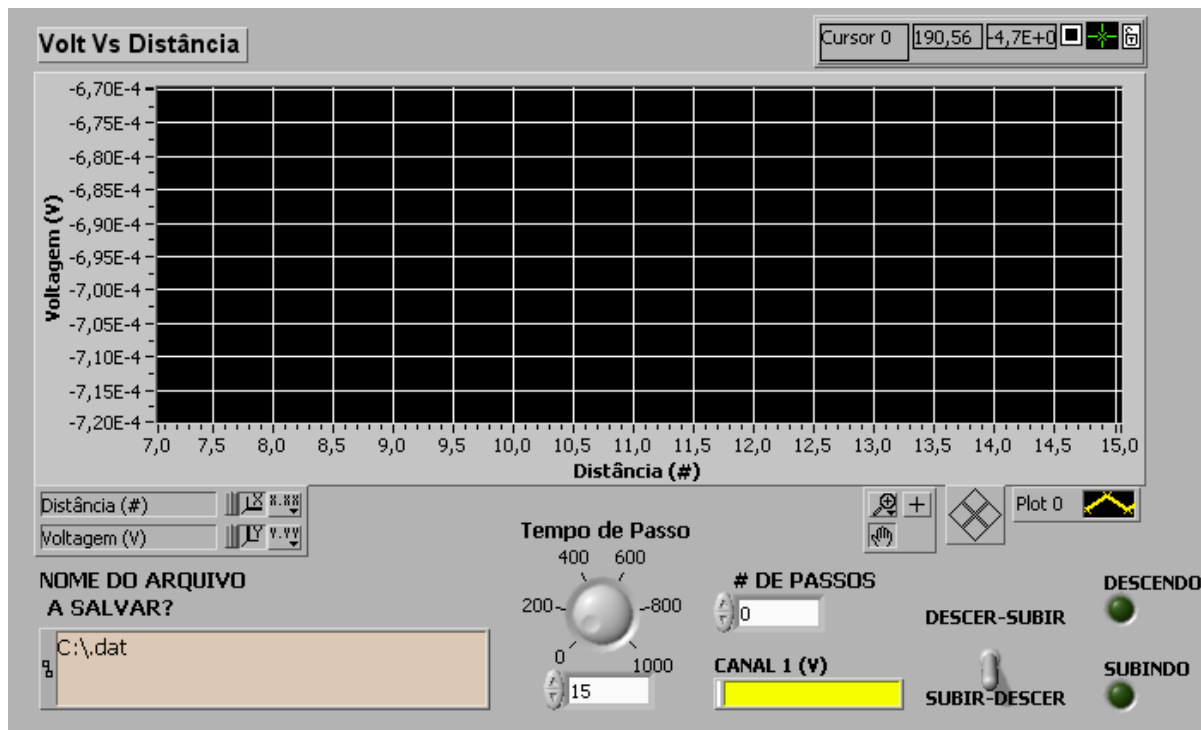 Volt Vs Distância
Cursor 0 190,56 -4,7E+0
-6,70E-4
-6,75E-4
-6,80E-4
-6,85E-4
-6,90E-4
-6,95E-4
-7,00E-4
-7,05E-4
-7,10E-4
-7,15E-4
-7,20E-4
Voltagem (V)
7,0 7,5 8,0 8,5 9,0 9,5 10,0 10,5 11,0 11,5 12,0 12,5 13,0 13,5 14,0 14,5 15,0
Distância (#)
Distância (#) X 8.88
Voltagem (V) Y Y.YY
Plot 0
Tempo de Passo
400 600
200 800
0 1000
15
NOME DO ARQUIVO
A SALVAR?
C:\.dat
# DE PASSOS
0
CANAL 1 (V)
DESCER-SUBIR
SUBIR-DESCER
DESCENDO
SUBINDO